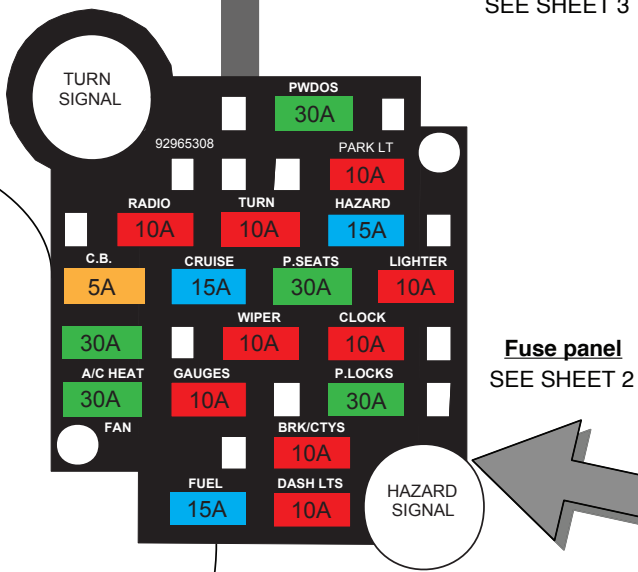 SEE SHEET 3
TURN
SIGNAL
PWDOS
30A
92965308
PARK LT
10A
RADIO
TURN
HAZARD
10A
10A
15A
C.B.
CRUISE
P.SEATS
LIGHTER
5A
15A
30A
10A
WIPER
CLOCK
30A
10A
10A
Fuse panel
SEE SHEET 2
A/C HEAT
GAUGES
P.LOCKS
30A
10A
30A
FAN
BRK/CTYS
10A
FUEL
DASH LTS
15A
10A
HAZARD
SIGNAL